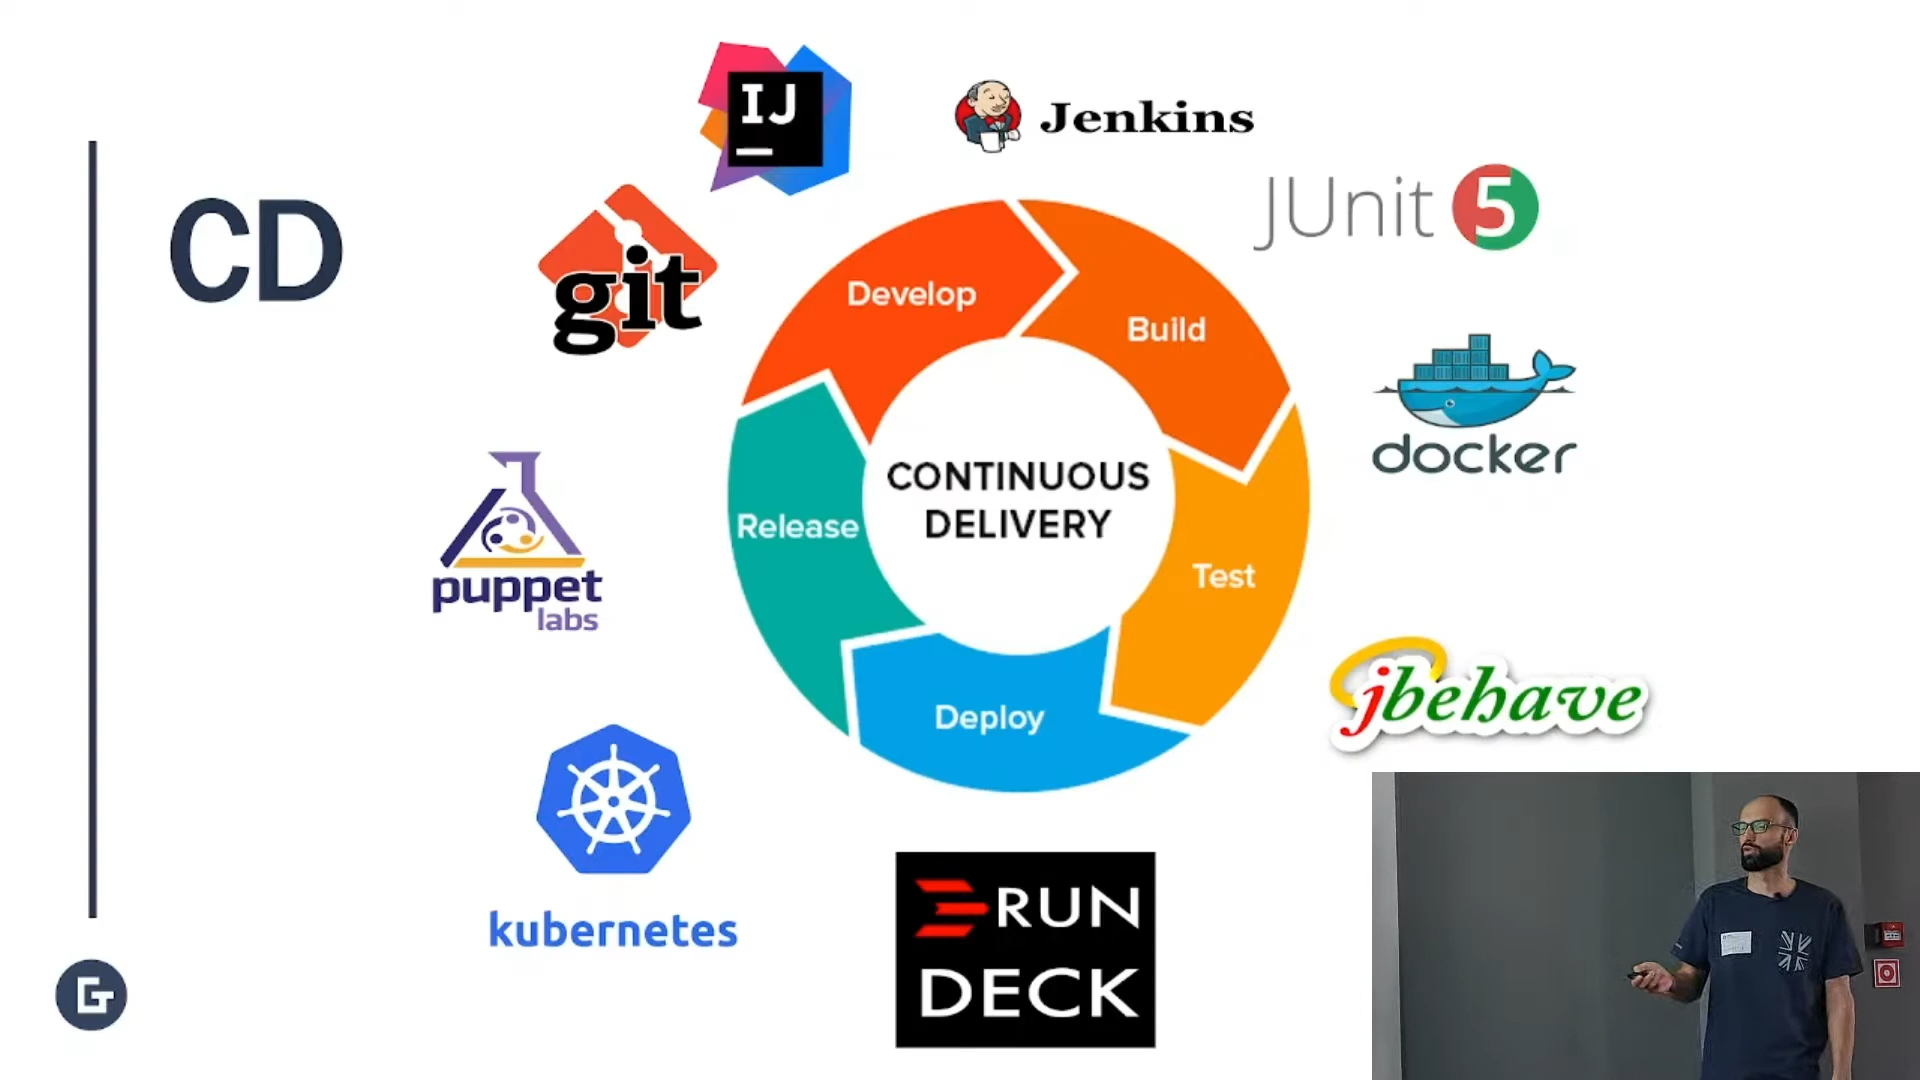 CD
IJ
Jenkins
JUnit 5
git
Develop
Build
docker
CONTINUOUS
DELIVERY
Release
Test
puppet
labs
jbehave
Deploy
kubernetes
RUN
DECK
G